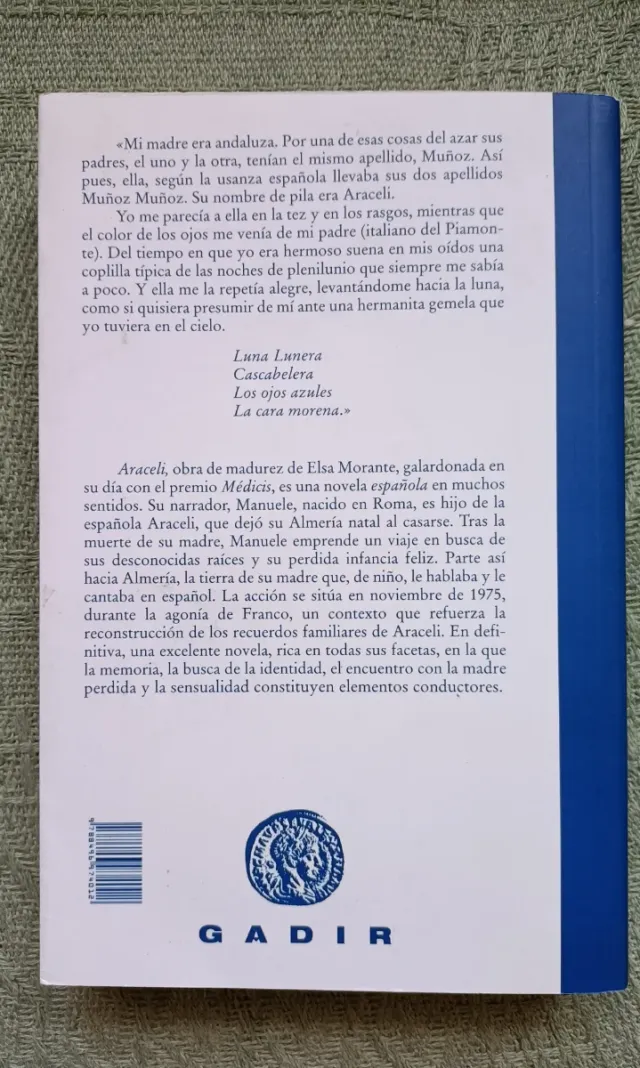 «Mi madre era andaluza. Por una de esas cosas del azar sus
padres, el uno y la otra, tenían el mismo apellido, Muñoz. Así
pues, ella, según la usanza española llevaba sus dos apellidos
Muñoz Muñoz. Su nombre de pila era Araceli.
Yo me parecía a ella en la tez y en los rasgos, mientras que
el color de los ojos me venía de mi padre (italiano del Piamon-
te). Del tiempo en que yo era hermoso suena en mis oídos una
coplilla típica de las noches de plenilunio que siempre me sabía
a poco. Y ella me la repetía alegre, levantándome hacia la luna,
como si quisiera presumir de mí ante una hermanita gemela que
yo tuviera en el cielo.
Luna Lunera
Cascabelera
Los ojos azules
La cara morena.»
Araceli, obra de madurez de Elsa Morante, galardonada en
su día con el premio Médicis, es una novela española en muchos
sentidos. Su narrador, Manuele, nacido en Roma, es hijo de la
española Araceli, que dejó su Almería natal al casarse. Tras la
muerte de su madre, Manuele emprende un viaje en busca de
sus desconocidas raíces y su perdida infancia feliz. Parte así
hacia Almería, la tierra de su madre que, de niño, le hablaba y le
cantaba en español. La acción se sitúa en noviembre de 1975,
durante la agonía de Franco, un contexto que refuerza la
reconstrucción de los recuerdos familiares de Araceli. En defi-
nitiva, una excelente novela, rica en todas sus facetas, en la que
la memoria, la busca de la identidad, el encuentro con la madre
perdida y la sensualidad constituyen elementos conductores.
9788496974012
GADIR